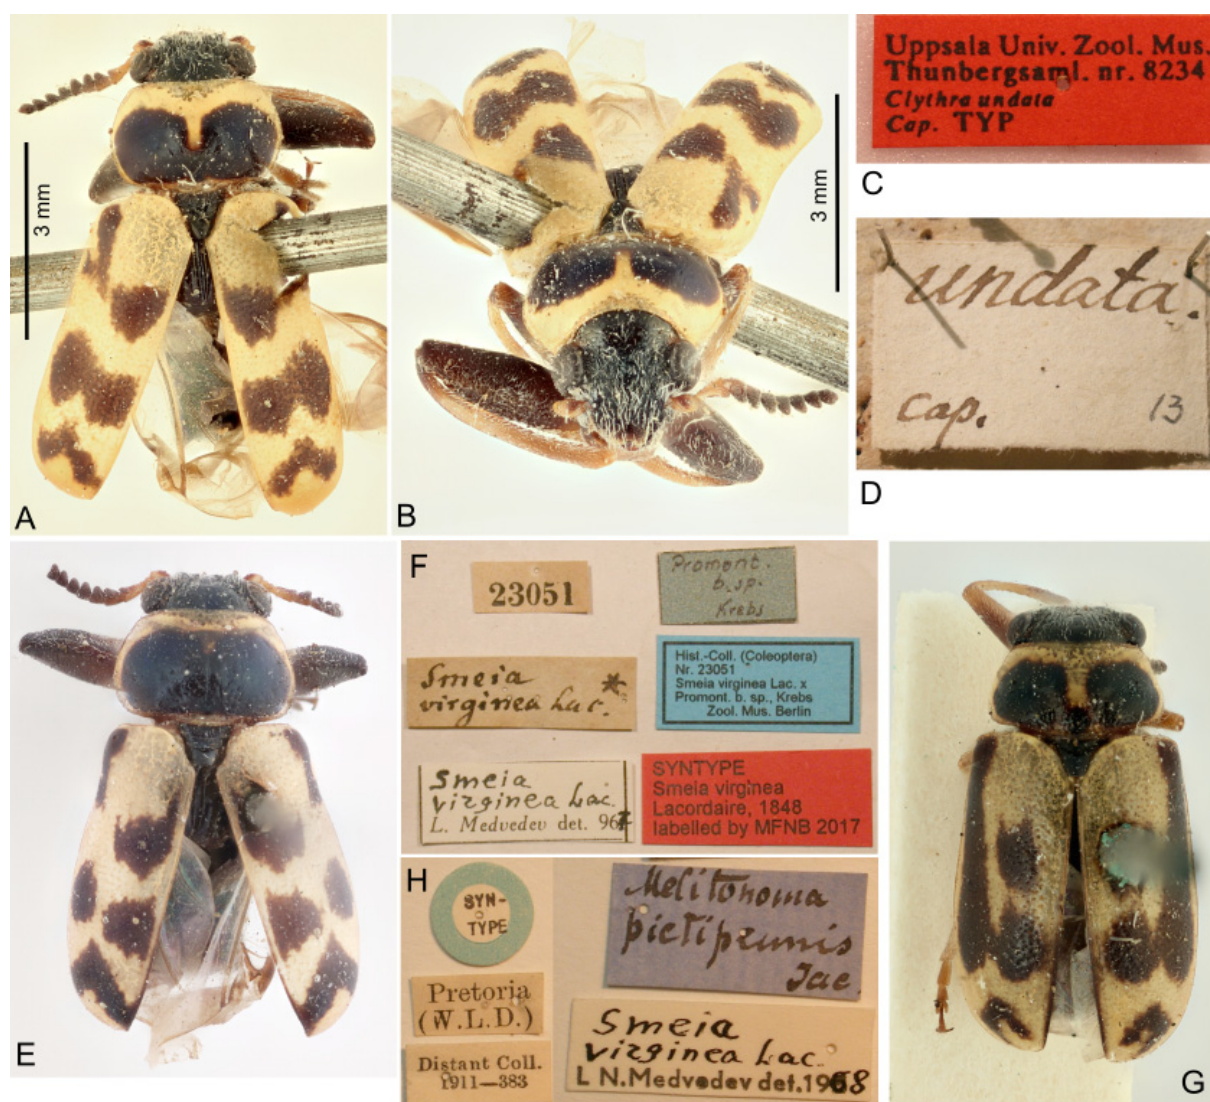 3 mm
A
3 mm
B
Uppsala Univ. Zool. Mus.
Thunbergsaml. nr. 8234
Clythra undata
Cap. TYP
C
undata.
cap. 13
D
E
F
23051
Promont.
b. sp.
Krebs
Smeia *
virginea Lac.
Hist.-Coll. (Coleoptera)
Nr. 23051
Smeia virginea Lac. x
Promont. b. sp., Krebs
Zool. Mus. Berlin
Smeia
virginea Lac.
L. Medvedev det. 967
SYNTYPE
Smeia virginea
Lacordaire, 1848
labelled by MFNB 2017
G
H
SYN-
TYPE
Pretoria
(W.L.D.)
Distant Coll.
1911—383
Melitonoma
pictipennis
Jac.
Smeia
virginea Lac.
L N.Medvedev det.1968